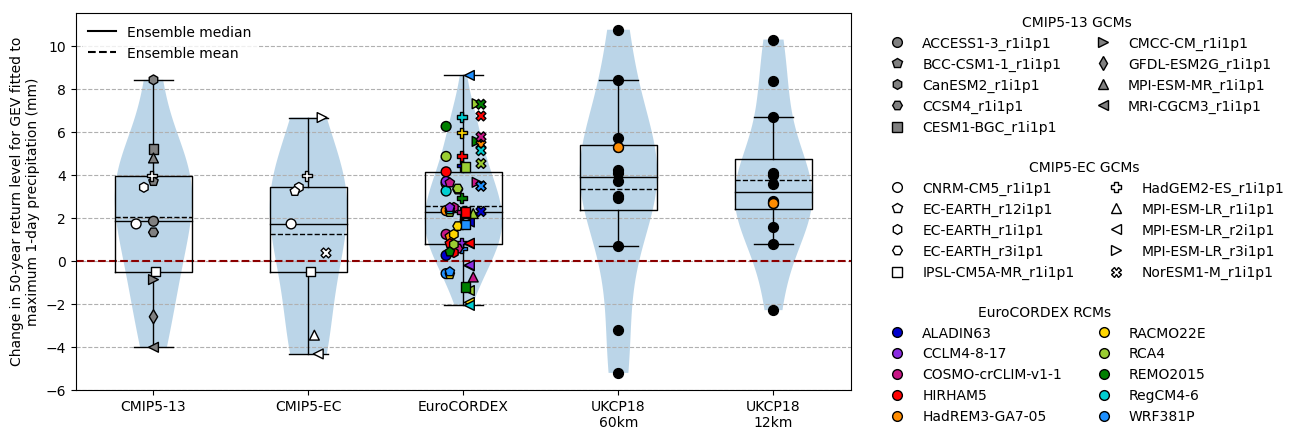 Change in 50-year return level for GEV fitted to
maximum 1-day precipitation (mm)
10
8
6
4
2
0
−2
−4
−6
Ensemble median
Ensemble mean
CMIP5-13
CMIP5-EC
EuroCORDEX
UKCP18
60km
UKCP18
12km
CMIP5-13 GCMs
ACCESS1-3_r1i1p1
BCC-CSM1-1_r1i1p1
CanESM2_r1i1p1
CCSM4_r1i1p1
CESM1-BGC_r1i1p1
CMCC-CM_r1i1p1
GFDL-ESM2G_r1i1p1
MPI-ESM-MR_r1i1p1
MRI-CGCM3_r1i1p1
CMIP5-EC GCMs
CNRM-CM5_r1i1p1
EC-EARTH_r12i1p1
EC-EARTH_r1i1p1
EC-EARTH_r3i1p1
IPSL-CM5A-MR_r1i1p1
HadGEM2-ES_r1i1p1
MPI-ESM-LR_r1i1p1
MPI-ESM-LR_r2i1p1
MPI-ESM-LR_r3i1p1
NorESM1-M_r1i1p1
EuroCORDEX RCMs
ALADIN63
CCLM4-8-17
COSMO-crCLIM-v1-1
HIRHAM5
HadREM3-GA7-05
RACMO22E
RCA4
REMO2015
RegCM4-6
WRF381P